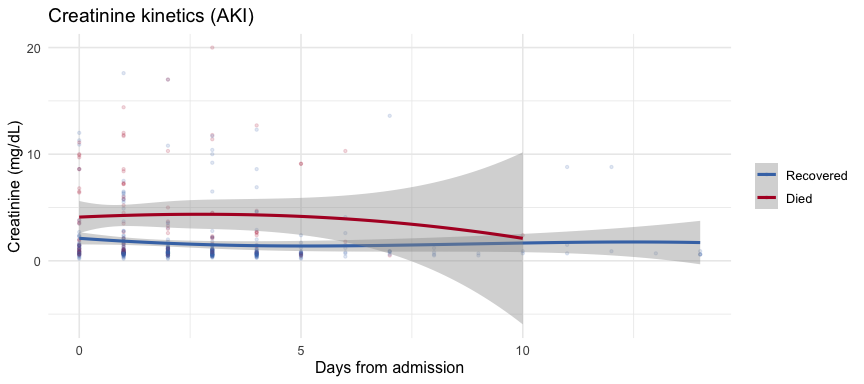 Creatinine kinetics (AKI)
20
10
0
Creatinine (mg/dL)
0
5
10
Days from admission
Recovered
Died